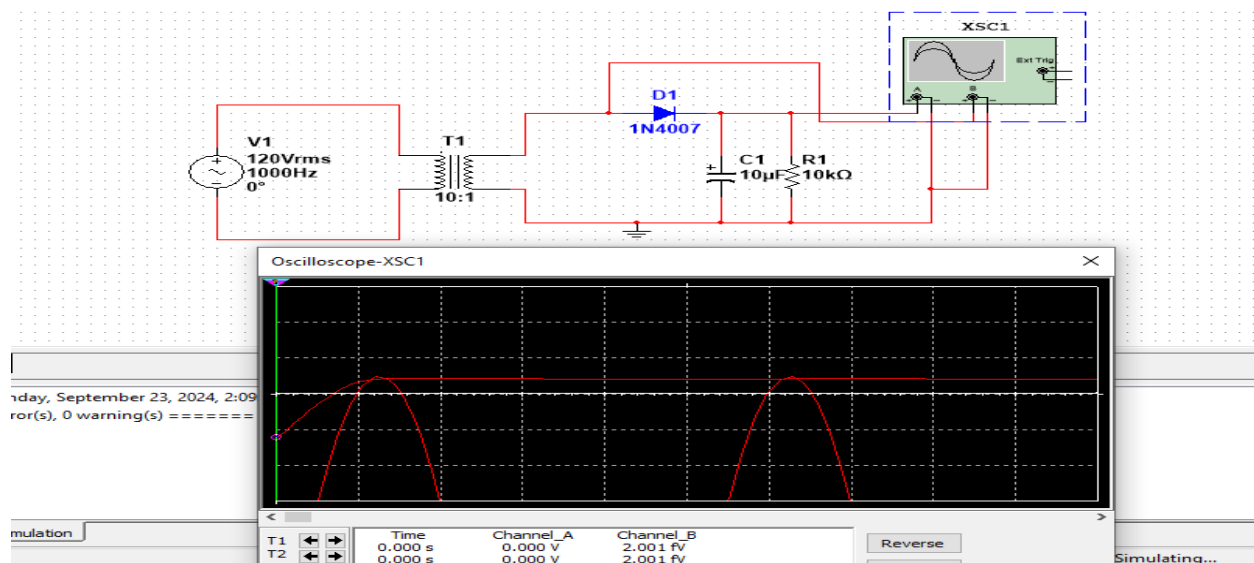 XSC1
Ext Trig
+
A
B
D1
1N4007
V1
120Vrms
1000Hz
0°
T1
10:1
C1
10µF
R1
10kΩ
Oscilloscope-XSC1
nday, September 23, 2024, 2:09
ror(s), 0 warning(s) =======
mulation
Time Channel_A Channel_B
T1 0.000 s 0.000 V 2.001 fV
T2 0.000 s 0.000 V 2.001 fV
Reverse
Simulating...